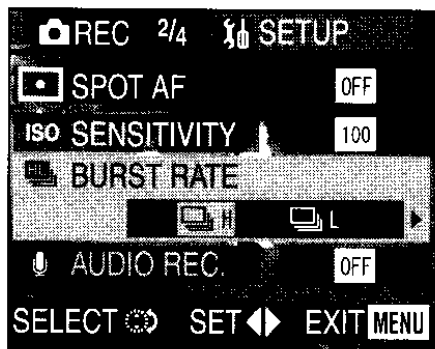 REC 2/4 SETUP
SPOT AF OFF
ISO SENSITIVITY 100
BURST RATE
H L
AUDIO REC. OFF
SELECT SET EXIT MENU